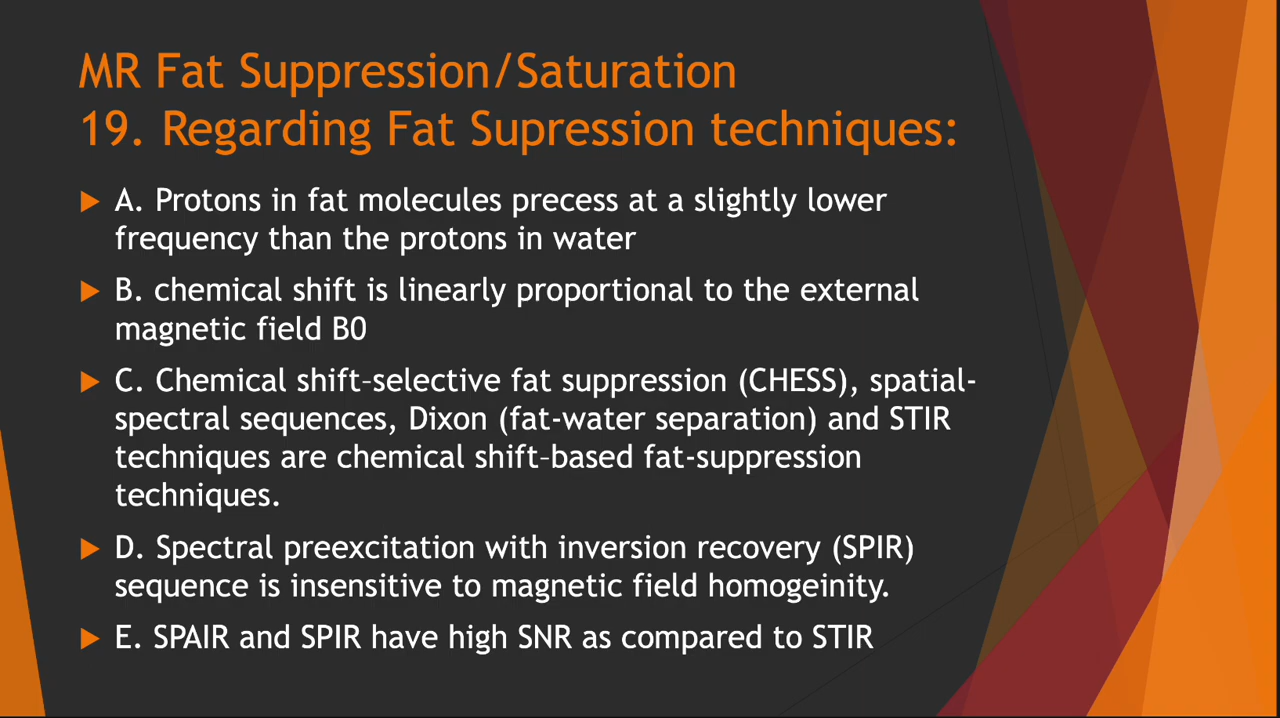 MR Fat Suppression/Saturation
19. Regarding Fat Supression techniques:
A. Protons in fat molecules precess at a slightly lower
frequency than the protons in water
B. chemical shift is linearly proportional to the external
magnetic field B0
C. Chemical shift–selective fat suppression (CHESS), spatial-
spectral sequences, Dixon (fat-water separation) and STIR
techniques are chemical shift–based fat-suppression
techniques.
D. Spectral preexcitation with inversion recovery (SPIR)
sequence is insensitive to magnetic field homogeinity.
E. SPAIR and SPIR have high SNR as compared to STIR